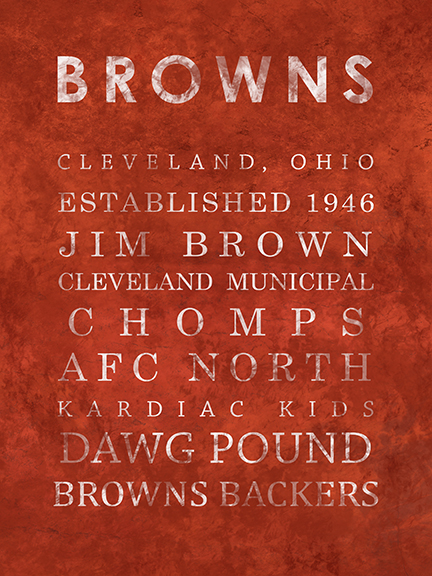 BROWNS
CLEVELAND, OHIO
ESTABLISHED 1946
JIM BROWN
CLEVELAND MUNICIPAL
CHOMPS
AFC NORTH
KARDIAC KIDS
DAWG POUND
BROWNS BACKERS